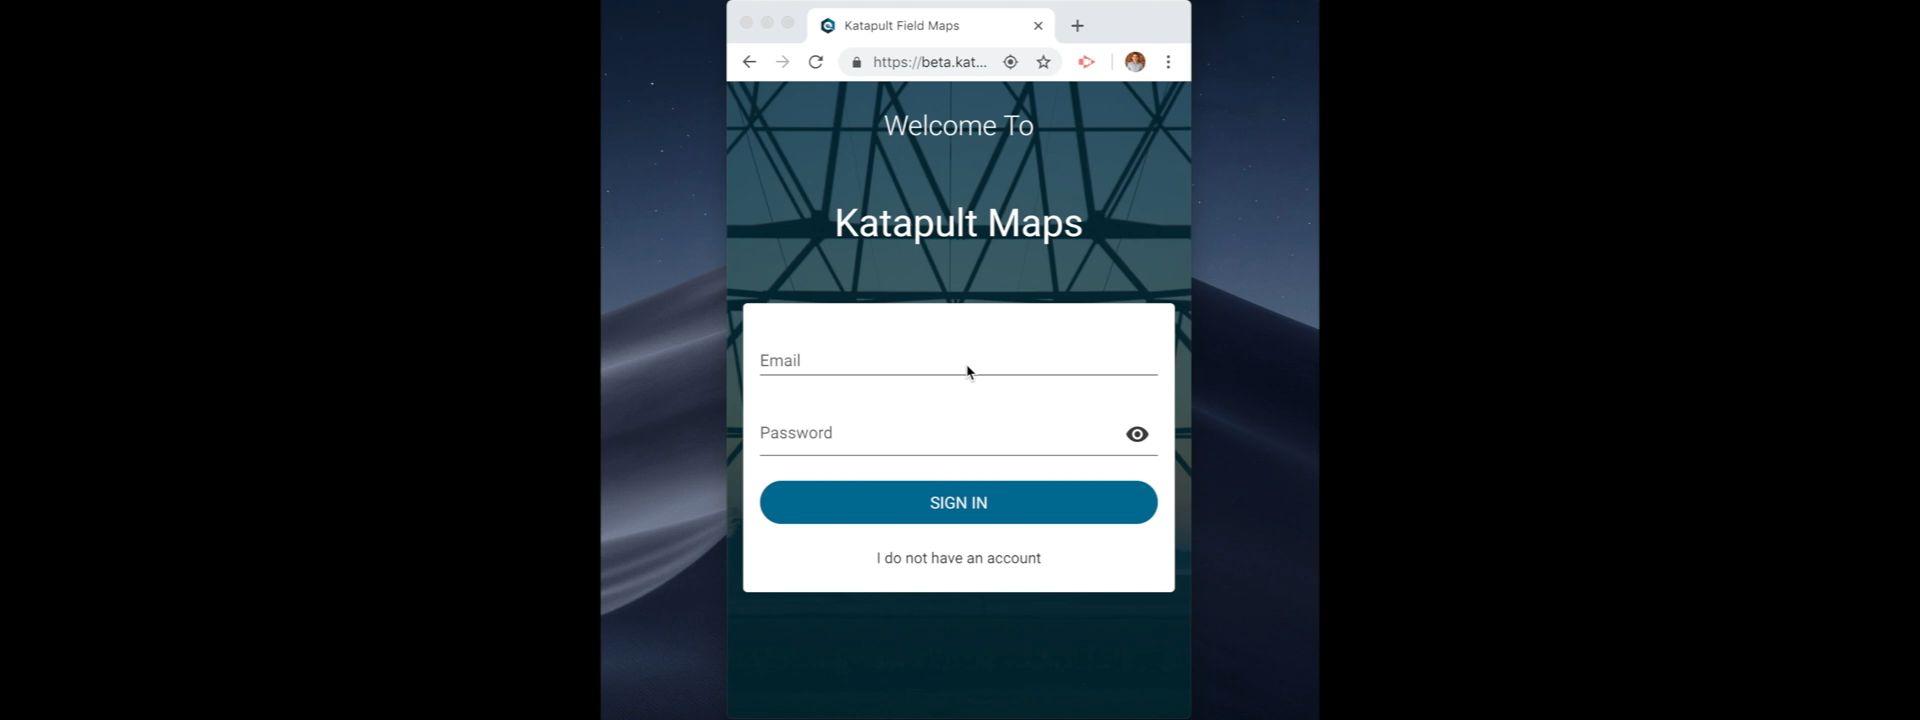 Katapult Field Maps
https://beta.kat...
Welcome To
Katapult Maps
Email
Password
SIGN IN
I do not have an account